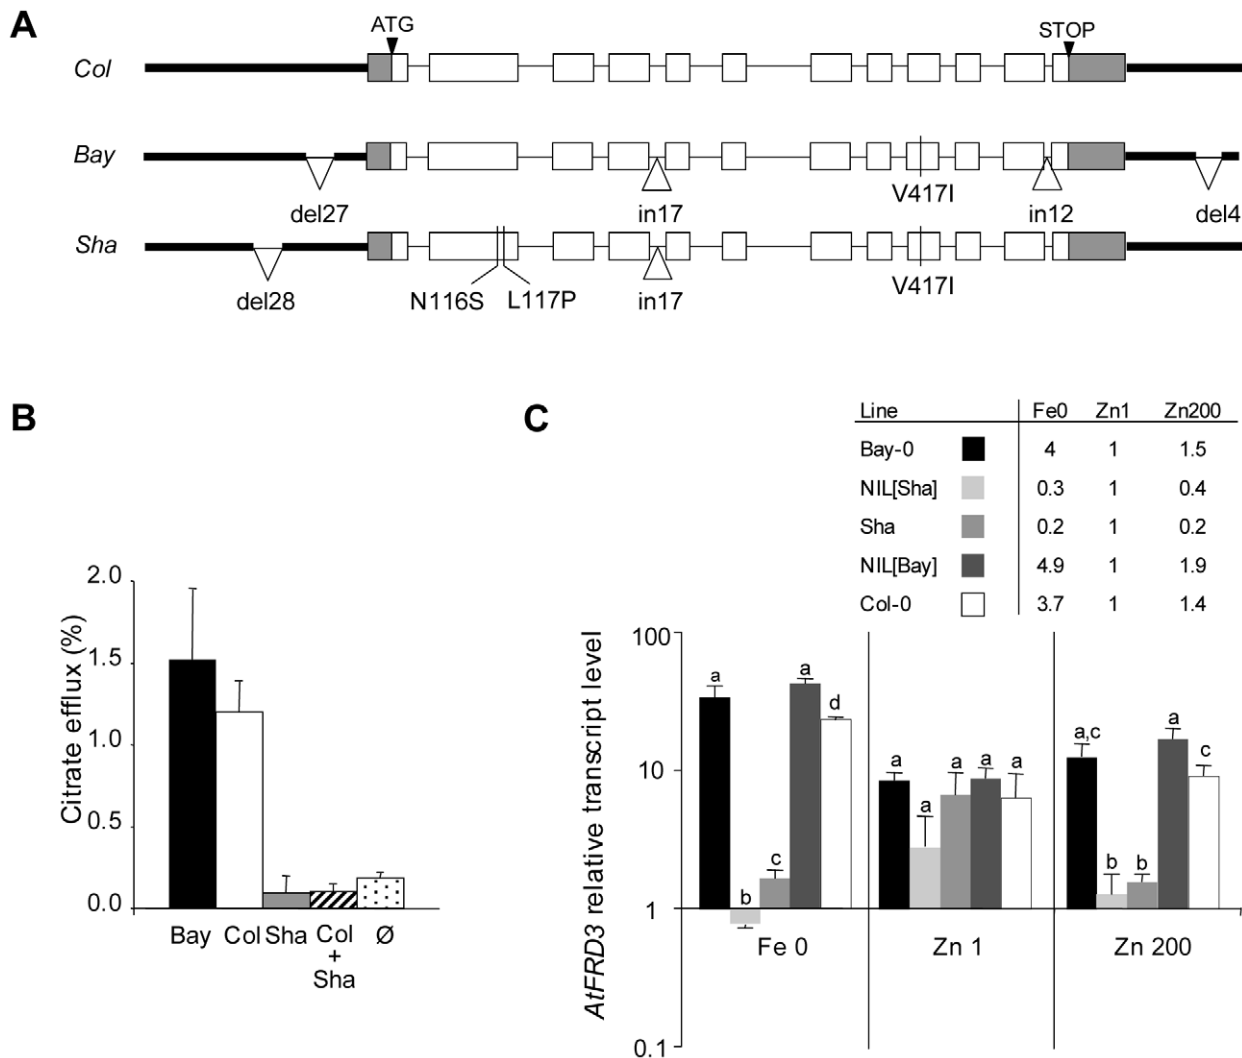 A
ATG
STOP
Col
Bay
del27
in17
V417I
in12
del4
Sha
del28
N116S
L117P
in17
V417I
B
2.0
1.5
1.0
0.5
0.0
Citrate efflux (%)
Bay
Col
Sha
Col
+
Sha
Ø
C
Line Fe0 Zn1 Zn200
Bay-0 4 1 1.5
NIL[Sha] 0.3 1 0.4
Sha 0.2 1 0.2
NIL[Bay] 4.9 1 1.9
Col-0 3.7 1 1.4
AtFRD3 relative transcript level
100
10
1
0.1
a b c a d
a a a a a
a,c b b a c
Fe 0 Zn 1 Zn 200